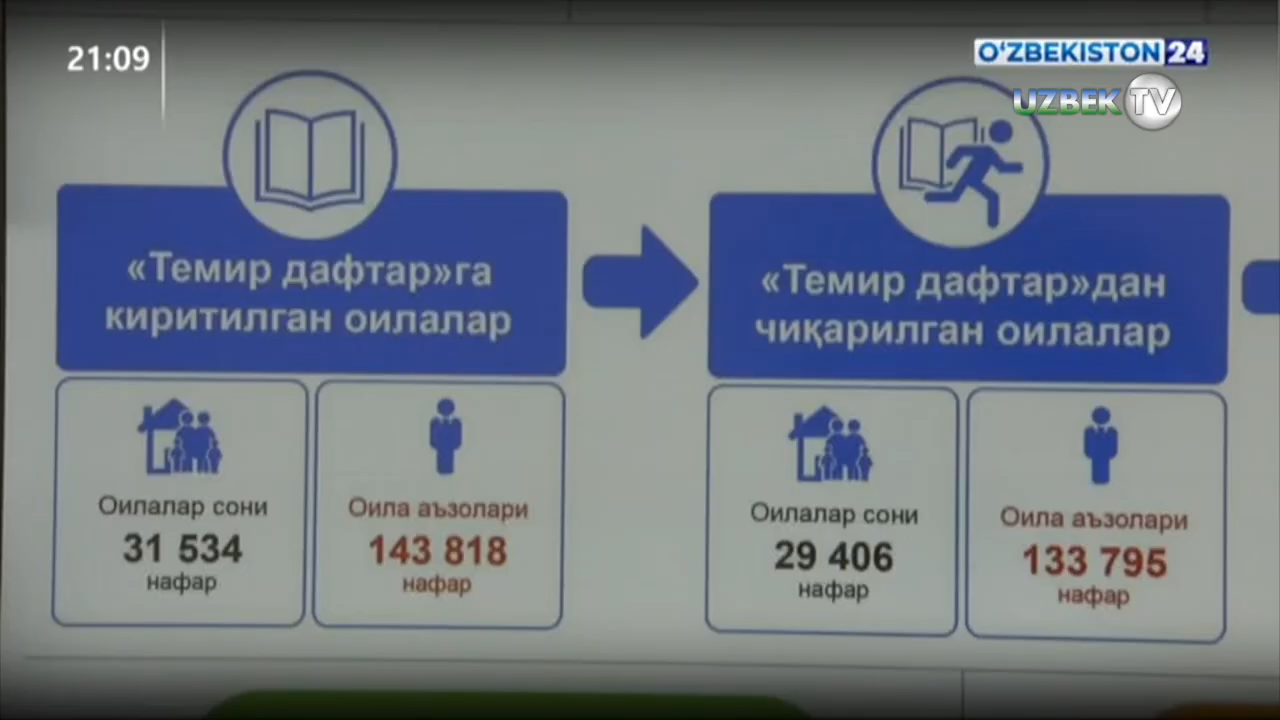 21:09
O‘ZBEKISTON 24
UZBEK TV
«Темир дафтар»га
киритилган оилалар
Оилалар сони
31 534
нафар
Оила аъзолари
143 818
нафар
«Темир дафтар»дан
чиқарилган оилалар
Оилалар сони
29 406
нафар
Оила аъзолари
133 795
нафар